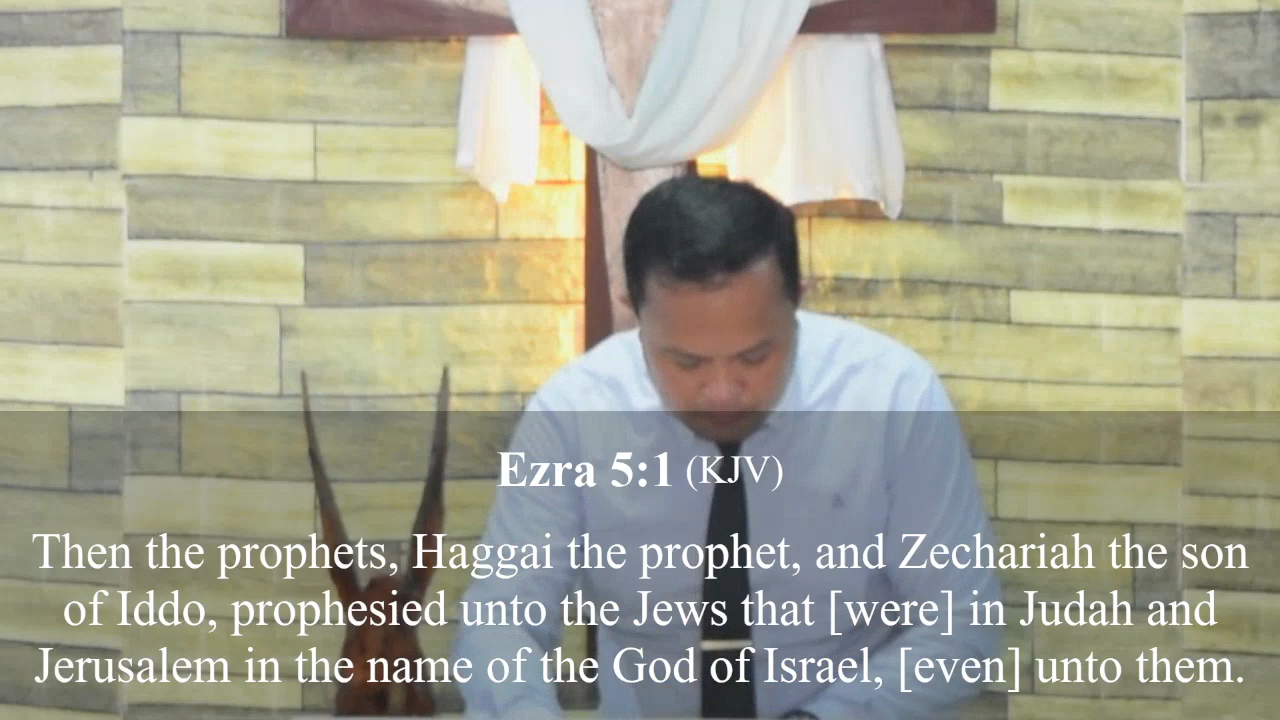 Ezra 5:1 (KJV)
Then the prophets, Haggai the prophet, and Zechariah the son
of Iddo, prophesied unto the Jews that [were] in Judah and
Jerusalem in the name of the God of Israel, [even] unto them.